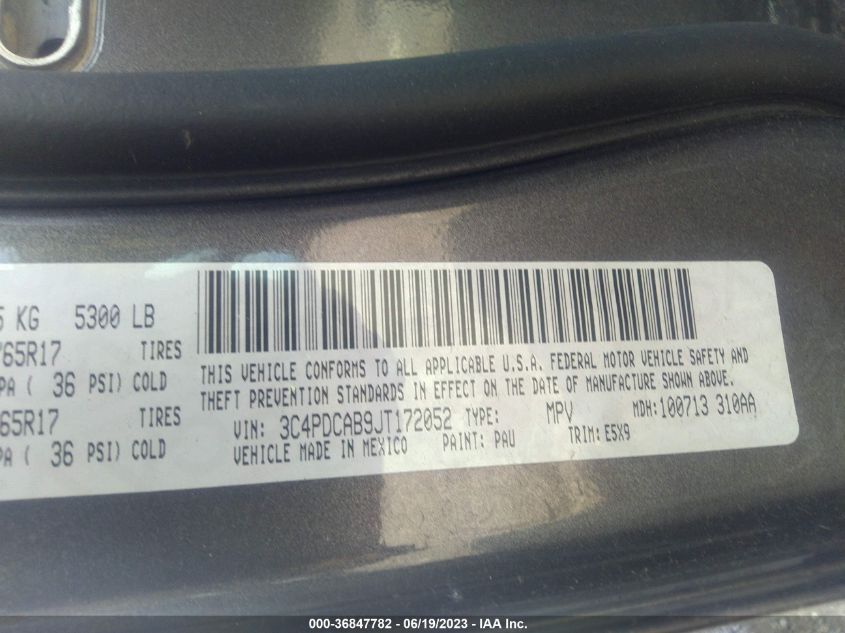 5 KG 5300 LB
65R17 TIRES
PA ( 36 PSI) COLD
65R17 TIRES
PA ( 36 PSI) COLD
THIS VEHICLE CONFORMS TO ALL APPLICABLE U.S.A. FEDERAL MOTOR VEHICLE SAFETY AND
THEFT PREVENTION STANDARDS IN EFFECT ON THE DATE OF MANUFACTURE SHOWN ABOVE.
VIN: 3C4PDCAB9JT172052 TYPE: MPV MDH:100713 310AA
VEHICLE MADE IN MEXICO PAINT: PAU TRIM: E5X9
000-36847782 - 06/19/2023 - IAA Inc.